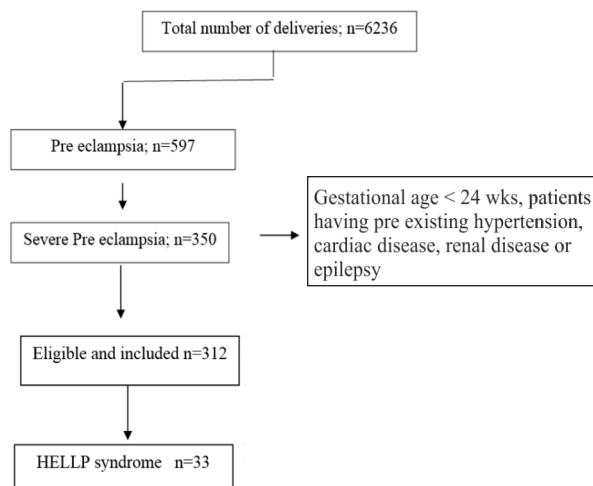 Total number of deliveries; n=6236
Pre eclampsia; n=597
Gestational age < 24 wks, patients
having pre existing hypertension,
cardiac disease, renal disease or
epilepsy
Severe Pre eclampsia; n=350
Eligible and included n=312
HELLP syndrome n=33